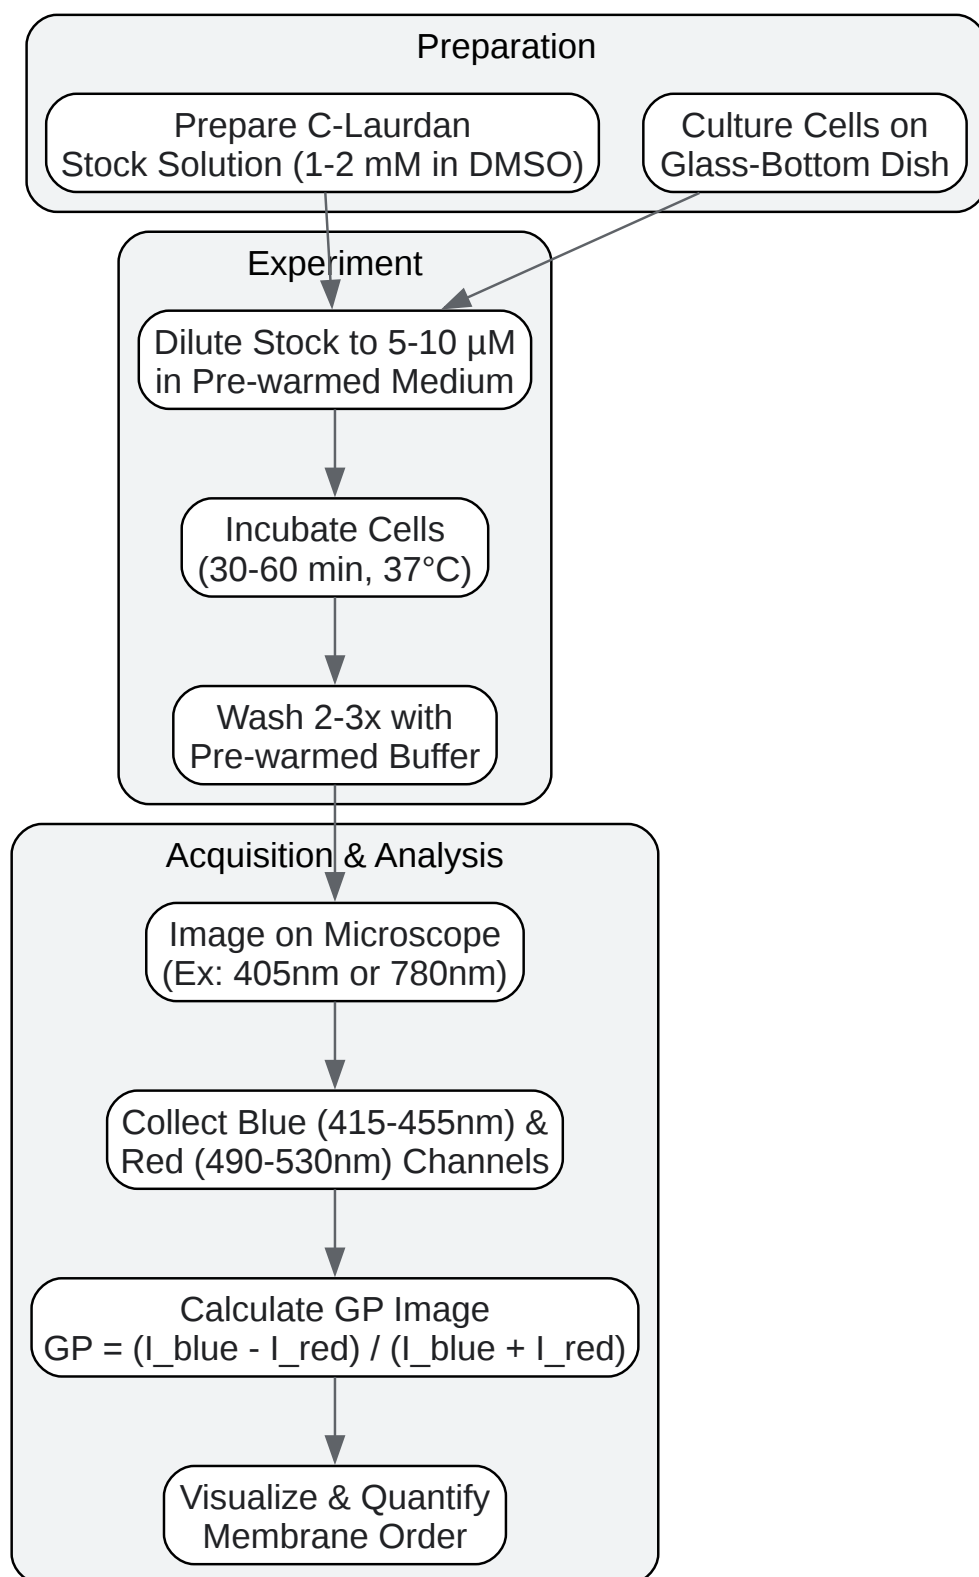 Preparation
Prepare C-Laurdan
Stock Solution (1-2 mM in DMSO)
Culture Cells on
Glass-Bottom Dish
Experiment
Dilute Stock to 5-10 µM
in Pre-warmed Medium
Incubate Cells
(30-60 min, 37°C)
Wash 2-3x with
Pre-warmed Buffer
Acquisition & Analysis
Image on Microscope
(Ex: 405nm or 780nm)
Collect Blue (415-455nm) &
Red (490-530nm) Channels
Calculate GP Image
GP = (I_blue - I_red) / (I_blue + I_red)
Visualize & Quantify
Membrane Order